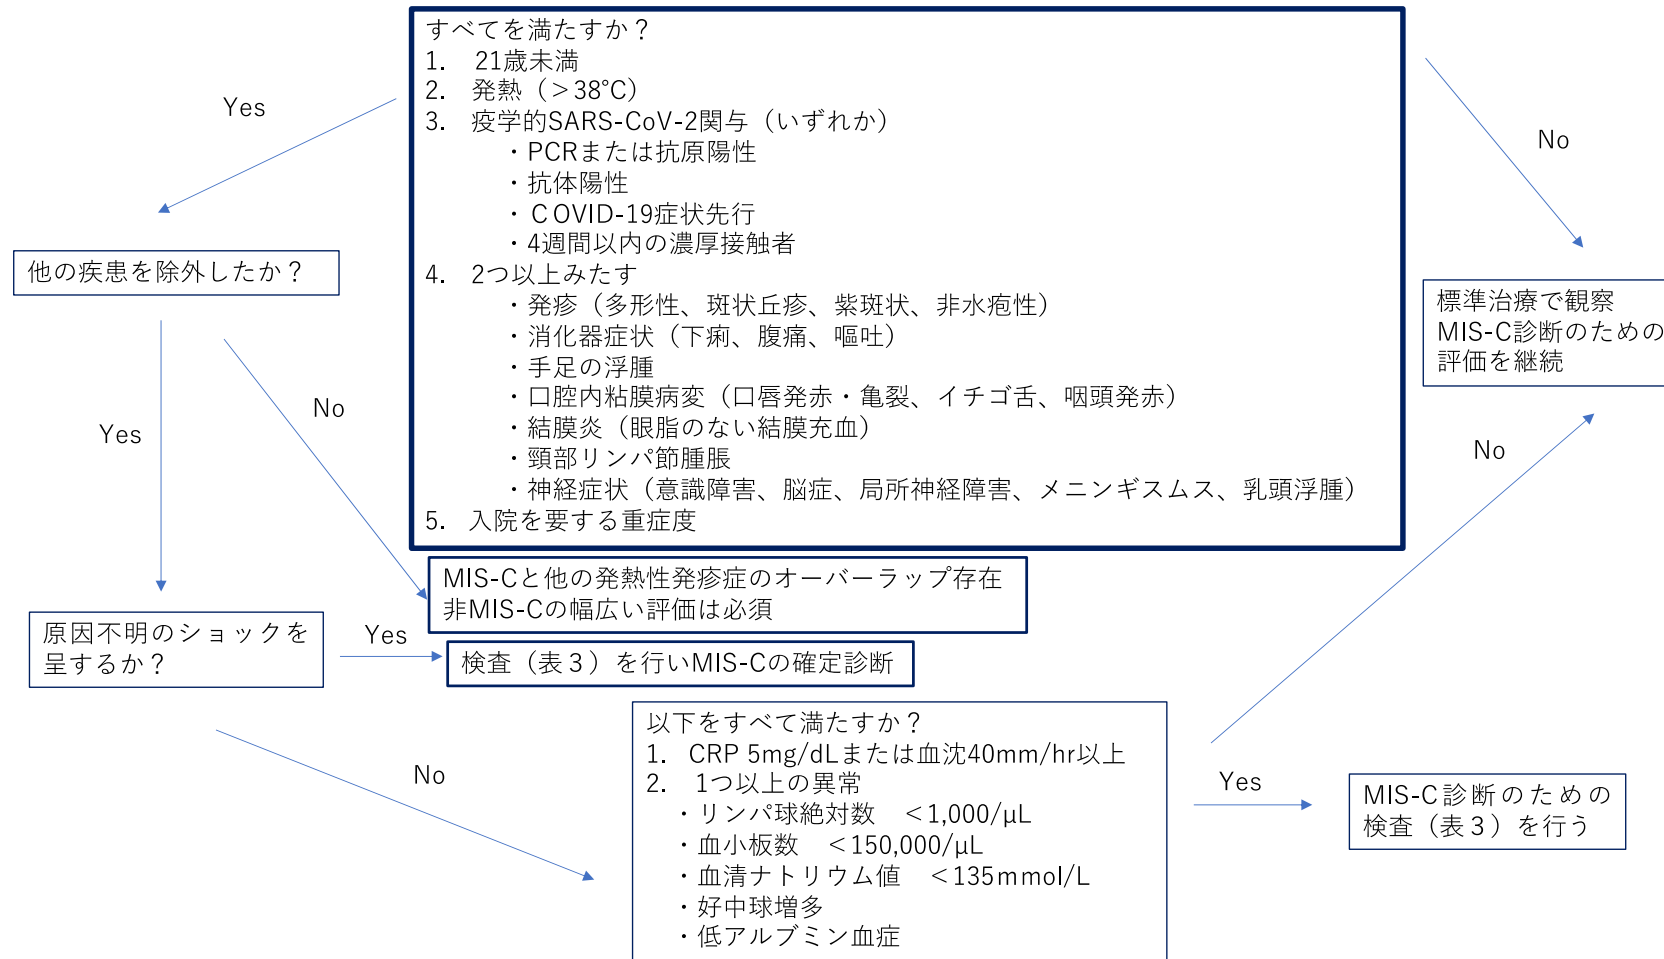 すべてを満たすか？
1. 21歳未満
2. 発熱（＞38°C）
3. 疫学的SARS-CoV-2関与（いずれか）
・PCRまたは抗原陽性
・抗体陽性
・ＣOVID-19症状先行
・4週間以内の濃厚接触者
4. 2つ以上みたす
・発疹（多形性、斑状丘疹、紫斑状、非水疱性）
・消化器症状（下痢、腹痛、嘔吐）
・手足の浮腫
・口腔内粘膜病変（口唇発赤・亀裂、イチゴ舌、咽頭発赤）
・結膜炎（眼脂のない結膜充血）
・頸部リンパ節腫脹
・神経症状（意識障害、脳症、局所神経障害、メニンギスムス、乳頭浮腫）
5. 入院を要する重症度
Yes
No
他の疾患を除外したか？
標準治療で観察
MIS-C診断のための
評価を継続
Yes
No
No
MIS-Cと他の発熱性発疹症のオーバーラップ存在
非MIS-Cの幅広い評価は必須
原因不明のショックを
呈するか？
Yes
検査（表３）を行いMIS-Cの確定診断
No
以下をすべて満たすか？
1. CRP 5mg/dLまたは血沈40mm/hr以上
2. 1つ以上の異常
・リンパ球絶対数　＜1,000/μL
・血小板数　＜150,000/μL
・血清ナトリウム値　＜135mmol/L
・好中球増多
・低アルブミン血症
Yes
MIS-C診断のための
検査（表３）を行う